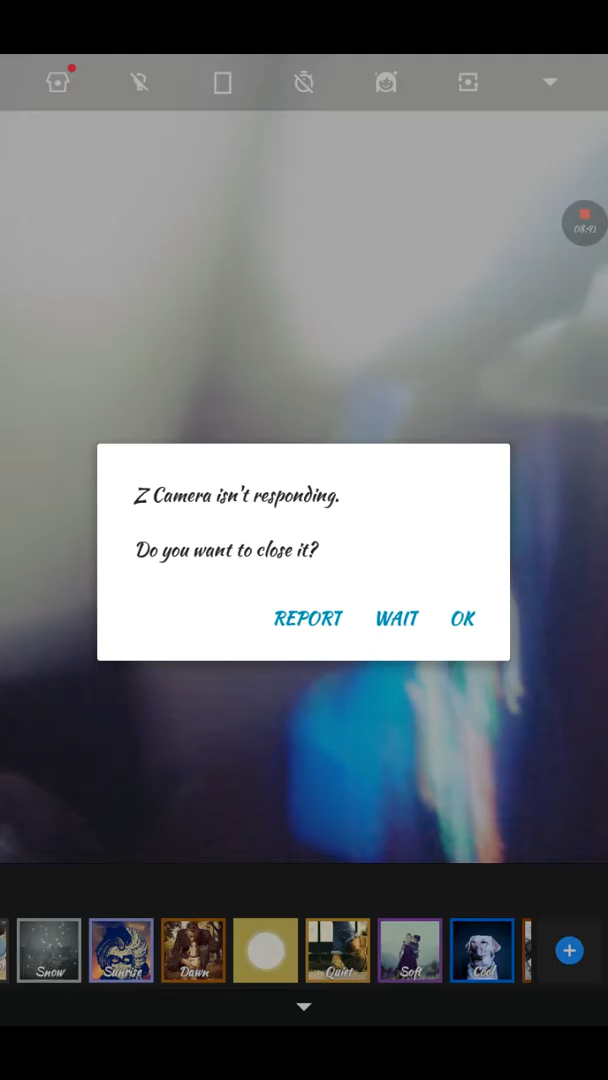 08:41
Z Camera isn't responding.
Do you want to close it?
REPORT WAIT OK
Snow Sunrise Dawn Quiet Soft Cool